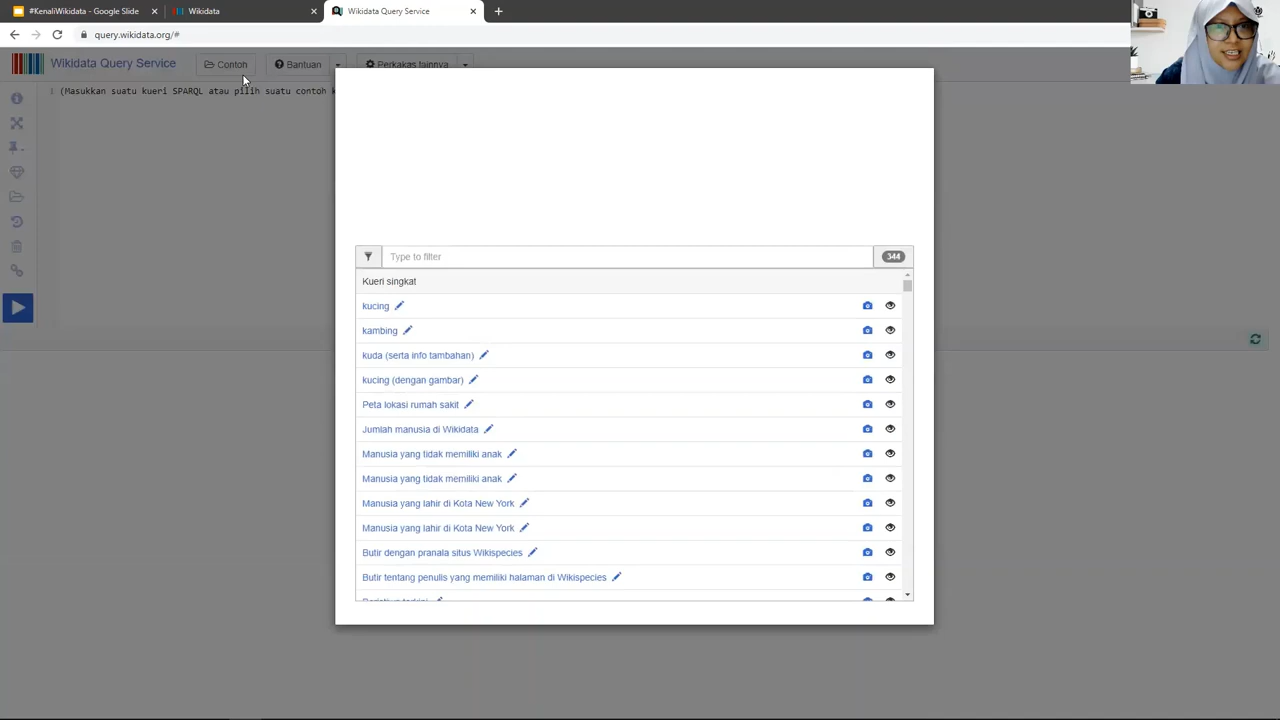 #KenaliWikidata - Google Slide
Wikidata
Wikidata Query Service
query.wikidata.org/#
Wikidata Query Service
Contoh
Bantuan
Perkakas lainnya
1 (Masukkan suatu kueri SPARQL atau pilih suatu contoh k
Type to filter
344
Kueri singkat
kucing
kambing
kuda (serta info tambahan)
kucing (dengan gambar)
Peta lokasi rumah sakit
Jumlah manusia di Wikidata
Manusia yang tidak memiliki anak
Manusia yang tidak memiliki anak
Manusia yang lahir di Kota New York
Manusia yang lahir di Kota New York
Butir dengan pranala situs Wikispecies
Butir tentang penulis yang memiliki halaman di Wikispecies